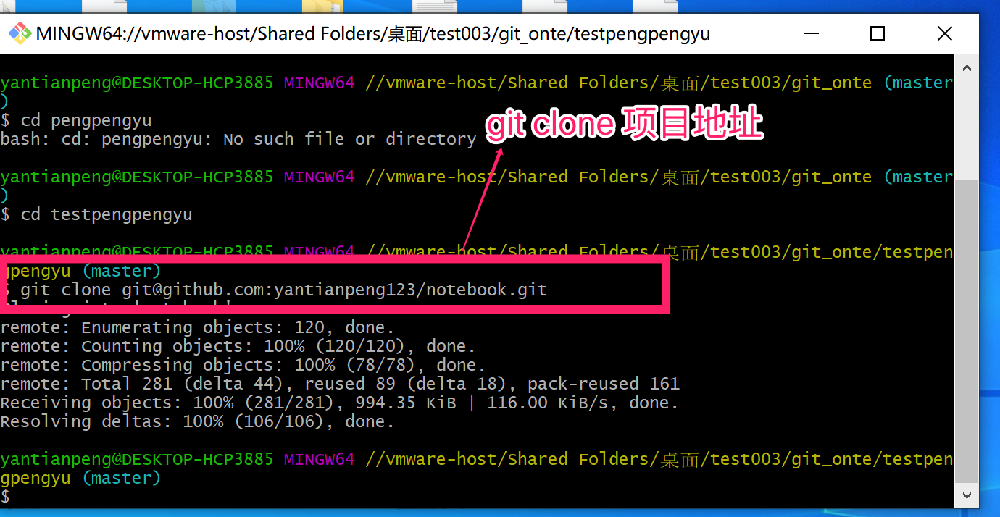 MINGW64://vmware-host/Shared Folders/桌面/test003/git_onte/testpengpengyu
yantianpeng@DESKTOP-HCP3885 MINGW64 //vmware-host/Shared Folders/桌面/test003/git_onte (master
)
$ cd pengpengyu
git clone 项目地址
bash: cd: pengpengyu: No such file or directory
yantianpeng@DESKTOP-HCP3885 MINGW64 //vmware-host/Shared Folders/桌面/test003/git_onte (master
)
$ cd testpengpengyu
yantianpeng@DESKTOP-HCP3885 MINGW64 //vmware-host/Shared Folders/桌面/test003/git_onte/testpen
gpengyu (master)
$ git clone git@github.com:yantianpeng123/notebook.git
Cloning into 'notebook'...
remote: Enumerating objects: 120, done.
remote: Counting objects: 100% (120/120), done.
remote: Compressing objects: 100% (78/78), done.
remote: Total 281 (delta 44), reused 89 (delta 18), pack-reused 161
Receiving objects: 100% (281/281), 994.35 KiB | 116.00 KiB/s, done.
Resolving deltas: 100% (106/106), done.
yantianpeng@DESKTOP-HCP3885 MINGW64 //vmware-host/Shared Folders/桌面/test003/git_onte/testpen
gpengyu (master)
$